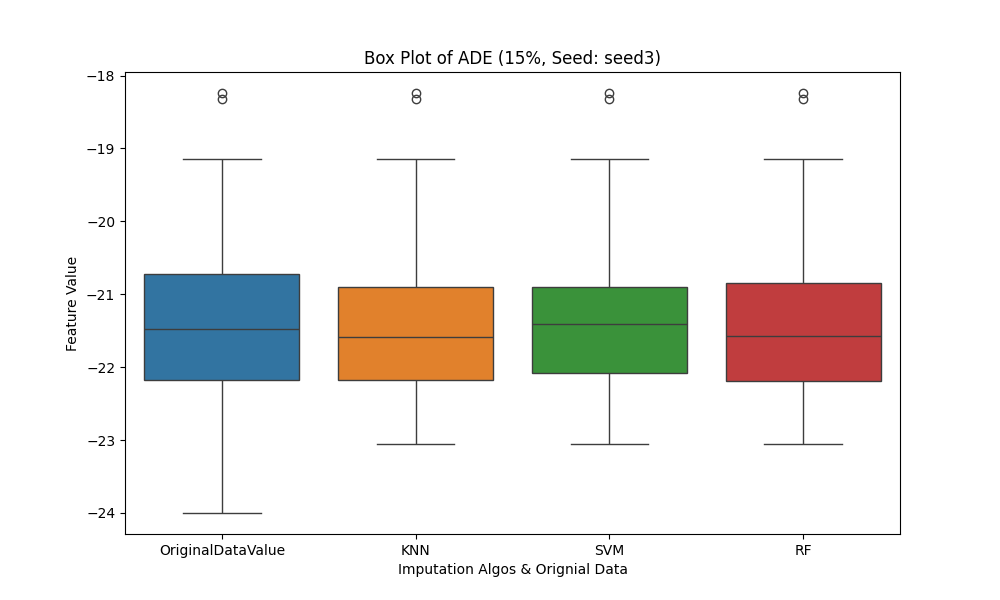 Box Plot of ADE (15%, Seed: seed3)
Feature Value
−18
−19
−20
−21
−22
−23
−24
OriginalDataValue
KNN
SVM
RF
Imputation Algos & Orignial Data